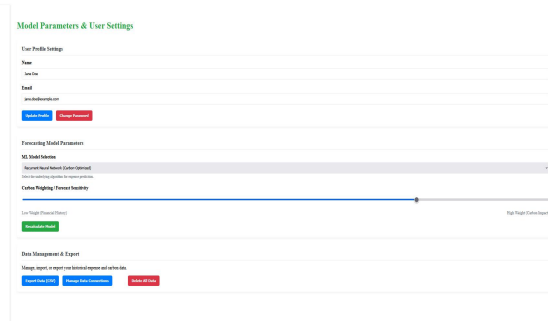 Model Parameters & User Settings
User Profile Settings
Name
Jane Doe
Email
jane.doe@example.com
Update Profile Change Password
Forecasting Model Parameters
ML Model Selection
Recurrent Neural Network (Carbon Optimized)
Select the underlying algorithm for expense prediction.
Carbon Weighting / Forecast Sensitivity
Low Weight (Financial History) High Weight (Carbon Impact)
Recalculate Model
Data Management & Export
Manage, import, or export your historical expense and carbon data.
Export Data (CSV) Manage Data Connections Delete All Data